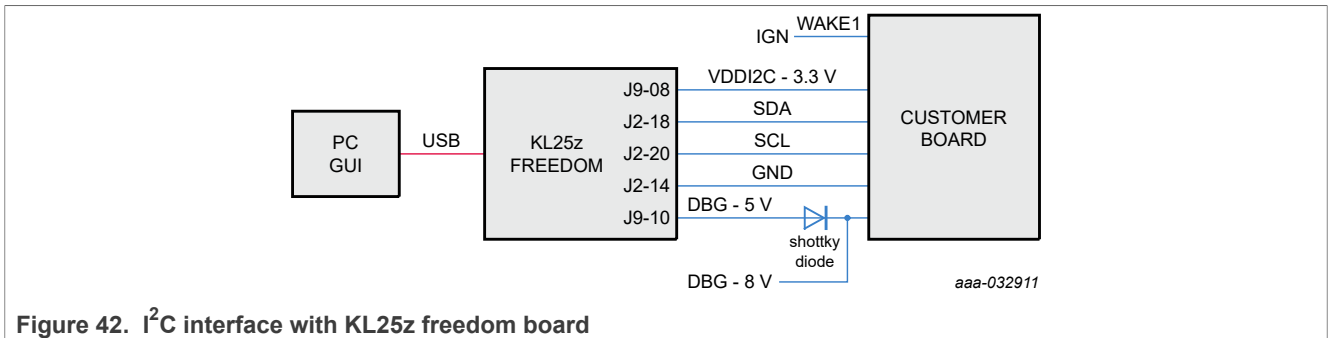 IGN
WAKE1
PC
GUI
USB
KL25z
FREEDOM
J9-08
J2-18
J2-20
J2-14
J9-10
VDDI2C - 3.3 V
SDA
SCL
GND
DBG - 5 V
shottky
diode
DBG - 8 V
CUSTOMER
BOARD
aaa-032911
Figure 42. I²C interface with KL25z freedom board